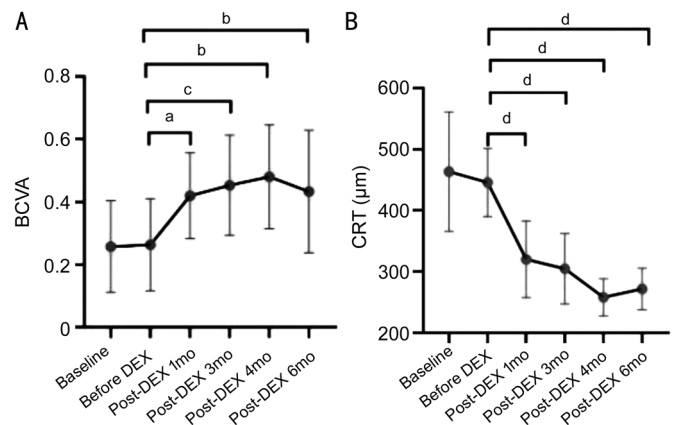 A
b
b
c
a
0.8
0.6
0.4
0.2
0
BCVA
Baseline
Before DEX
Post-DEX 1mo
Post-DEX 3mo
Post-DEX 4mo
Post-DEX 6mo
B
d
d
d
d
600
500
400
300
200
CRT (μm)
Baseline
Before DEX
Post-DEX 1mo
Post-DEX 3mo
Post-DEX 4mo
Post-DEX 6mo